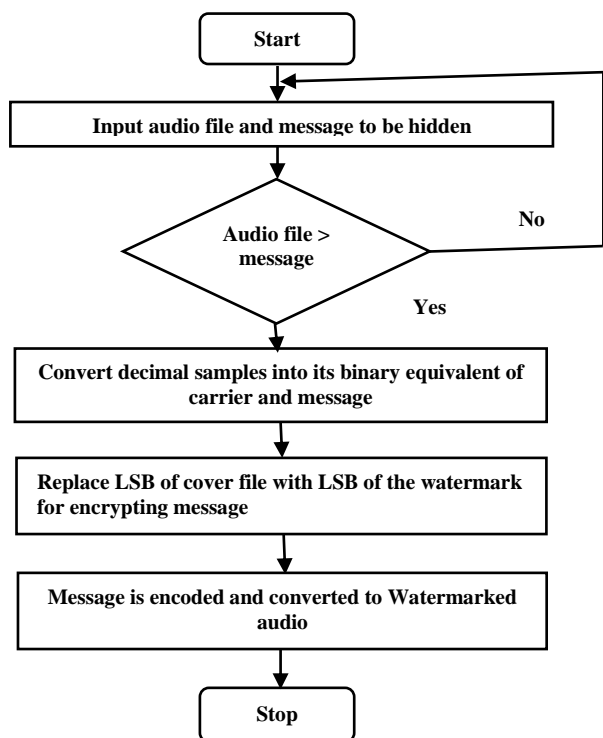 Start
Input audio file and message to be hidden
Audio file >
message
No
Yes
Convert decimal samples into its binary equivalent of
carrier and message
Replace LSB of cover file with LSB of the watermark
for encrypting message
Message is encoded and converted to Watermarked
audio
Stop